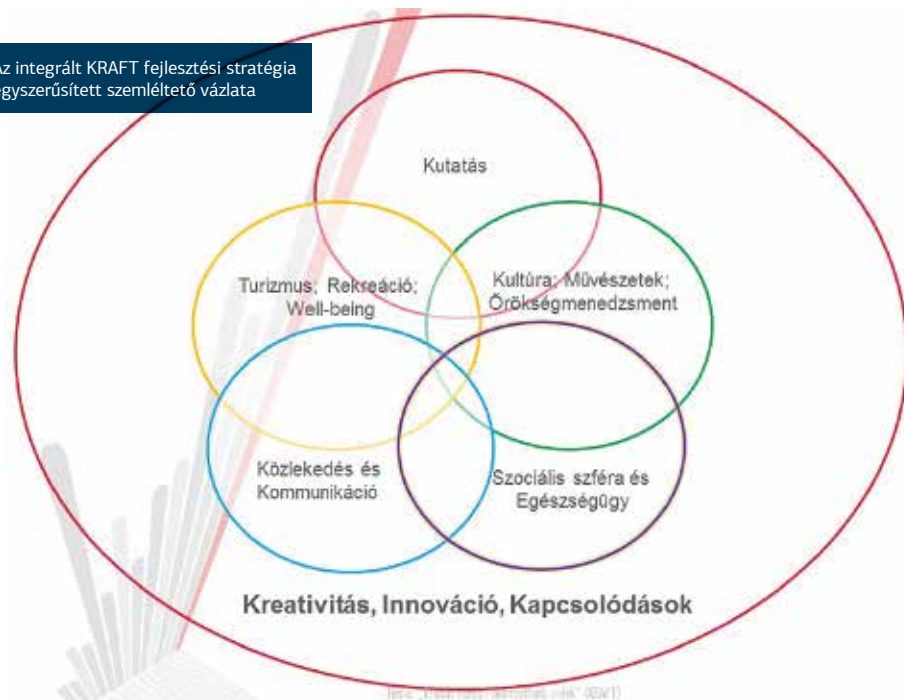 Az integrált KRAFT fejlesztési stratégia
egyszerűsített szemléltető vázlata
Kutatás
Turizmus; Rekreáció;
Well-being
Kultúra; Művészetek;
Örökségmenedzsment
Közlekedés és
Kommunikáció
Szociális szféra és
Egészségügy
Kreativitás, Innováció, Kapcsolódások